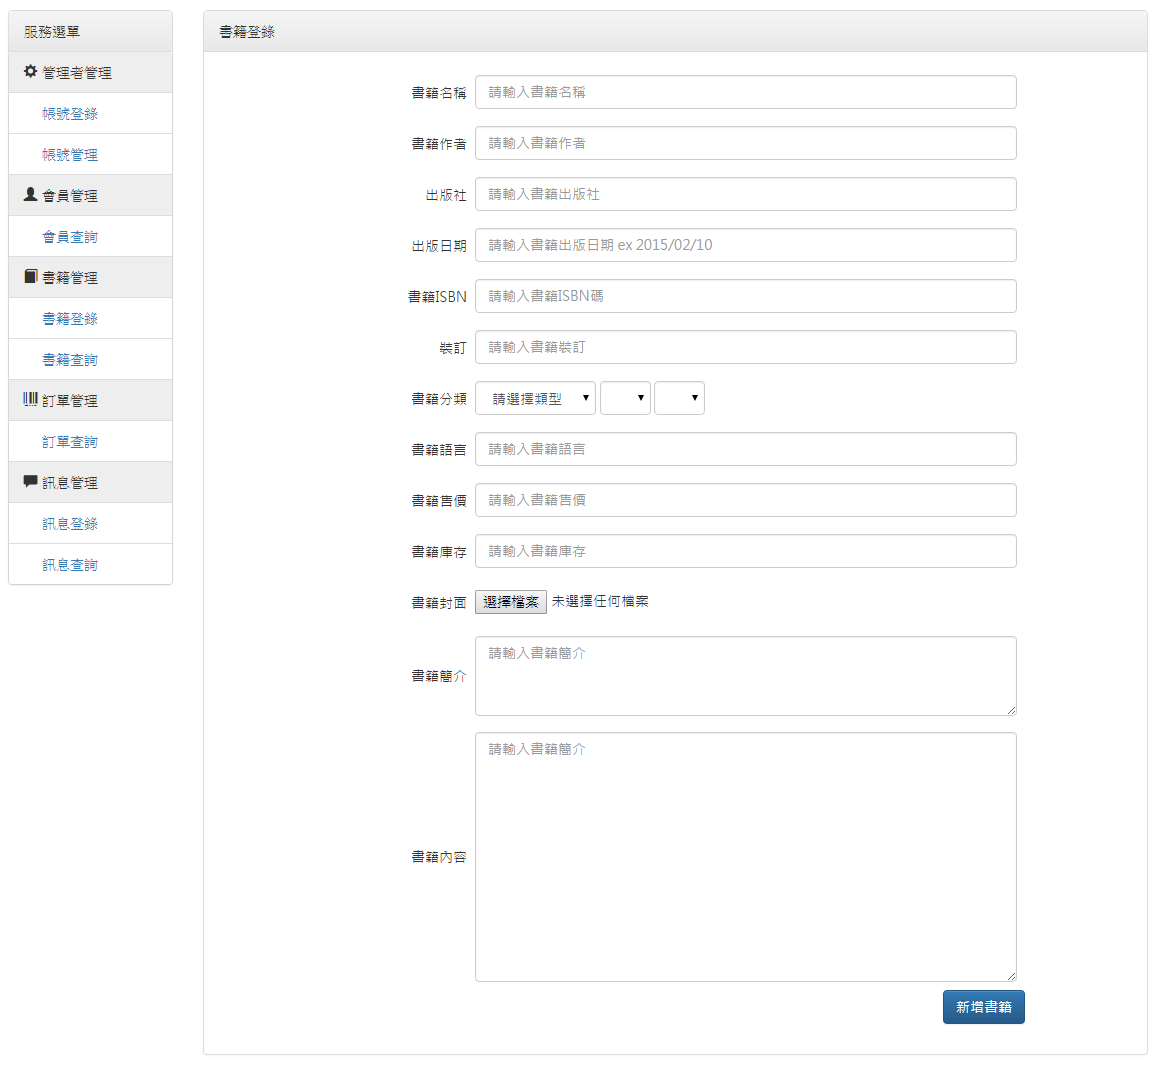 服務選單
管理者管理
帳號登錄
帳號管理
會員管理
會員查詢
書籍管理
書籍登錄
書籍查詢
訂單管理
訂單查詢
訊息管理
訊息登錄
訊息查詢
書籍登錄
書籍名稱 請輸入書籍名稱
書籍作者 請輸入書籍作者
出版社 請輸入書籍出版社
出版日期 請輸入書籍出版日期 ex 2015/02/10
書籍ISBN 請輸入書籍ISBN碼
裝訂 請輸入書籍裝訂
書籍分類 請選擇類型
書籍語言 請輸入書籍語言
書籍售價 請輸入書籍售價
書籍庫存 請輸入書籍庫存
書籍封面 選擇檔案 未選擇任何檔案
書籍簡介 請輸入書籍簡介
書籍內容 請輸入書籍簡介
新增書籍